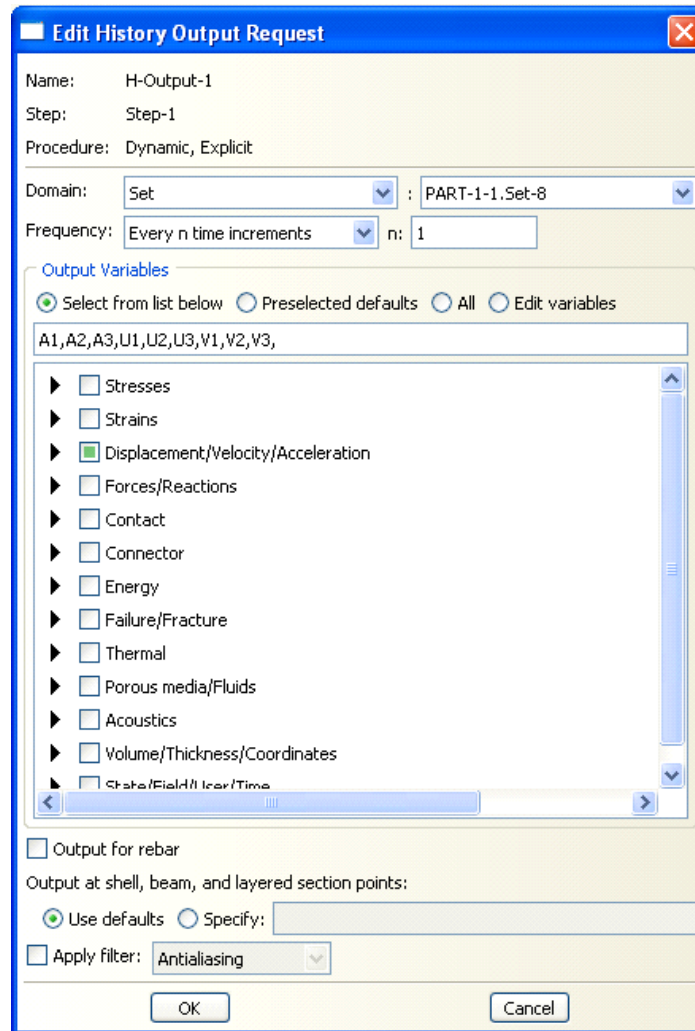 Edit History Output Request
Name: H-Output-1
Step: Step-1
Procedure: Dynamic, Explicit
Domain: Set : PART-1-1.Set-8
Frequency: Every n time increments n: 1
Output Variables
Select from list below Preselected defaults All Edit variables
A1,A2,A3,U1,U2,U3,V1,V2,V3,
Stresses
Strains
Displacement/Velocity/Acceleration
Forces/Reactions
Contact
Connector
Energy
Failure/Fracture
Thermal
Porous media/Fluids
Acoustics
Volume/Thickness/Coordinates
State/Field/User/Time
Output for rebar
Output at shell, beam, and layered section points:
Use defaults Specify:
Apply filter: Antialiasing
OK Cancel